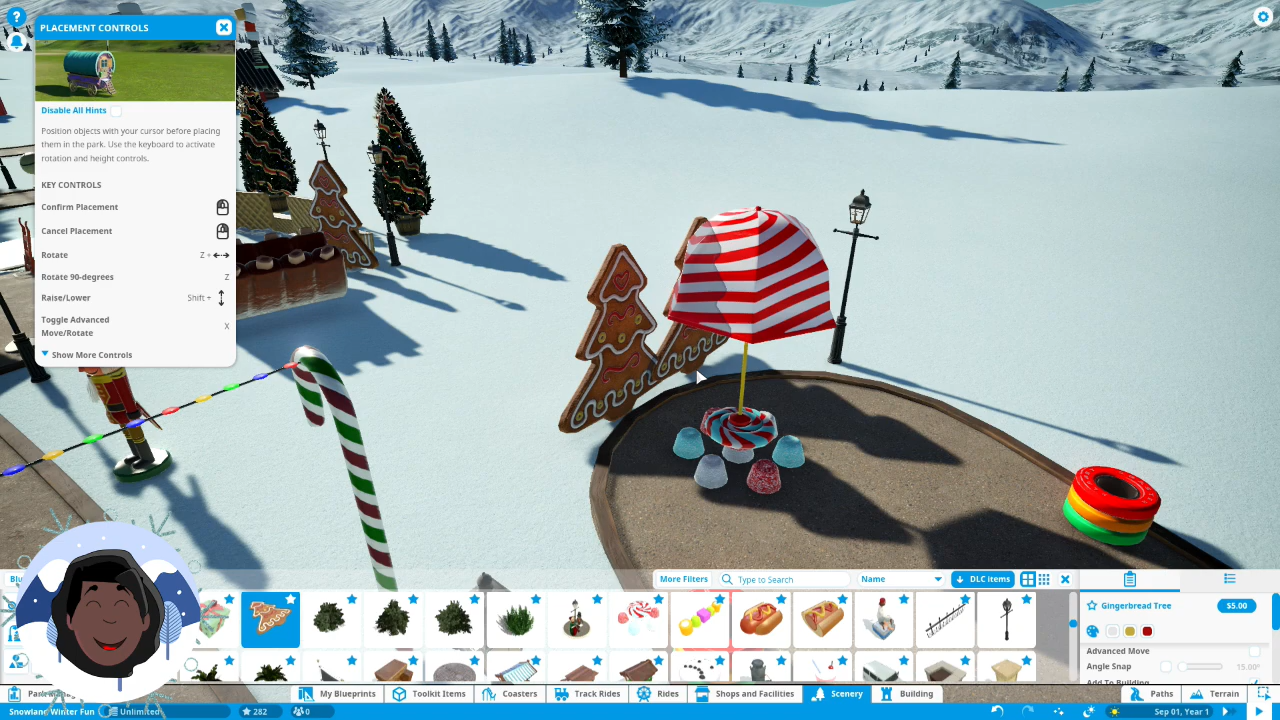 ?
PLACEMENT CONTROLS
Disable All Hints
Position objects with your cursor before placing
them in the park. Use the keyboard to activate
rotation and height controls.
KEY CONTROLS
Confirm Placement
Cancel Placement
Rotate Z +
Rotate 90-degrees Z
Raise/Lower Shift +
Toggle Advanced
Move/Rotate X
Show More Controls
More Filters Type to Search Name DLC items
Gingerbread Tree $5.00
Advanced Move
Angle Snap 15.00°
My Blueprints Toolkit Items Coasters Track Rides Rides Shops and Facilities Scenery Building Paths Terrain
Snowland Winter Fun Unlimited 282 0 Sep 01, Year 1